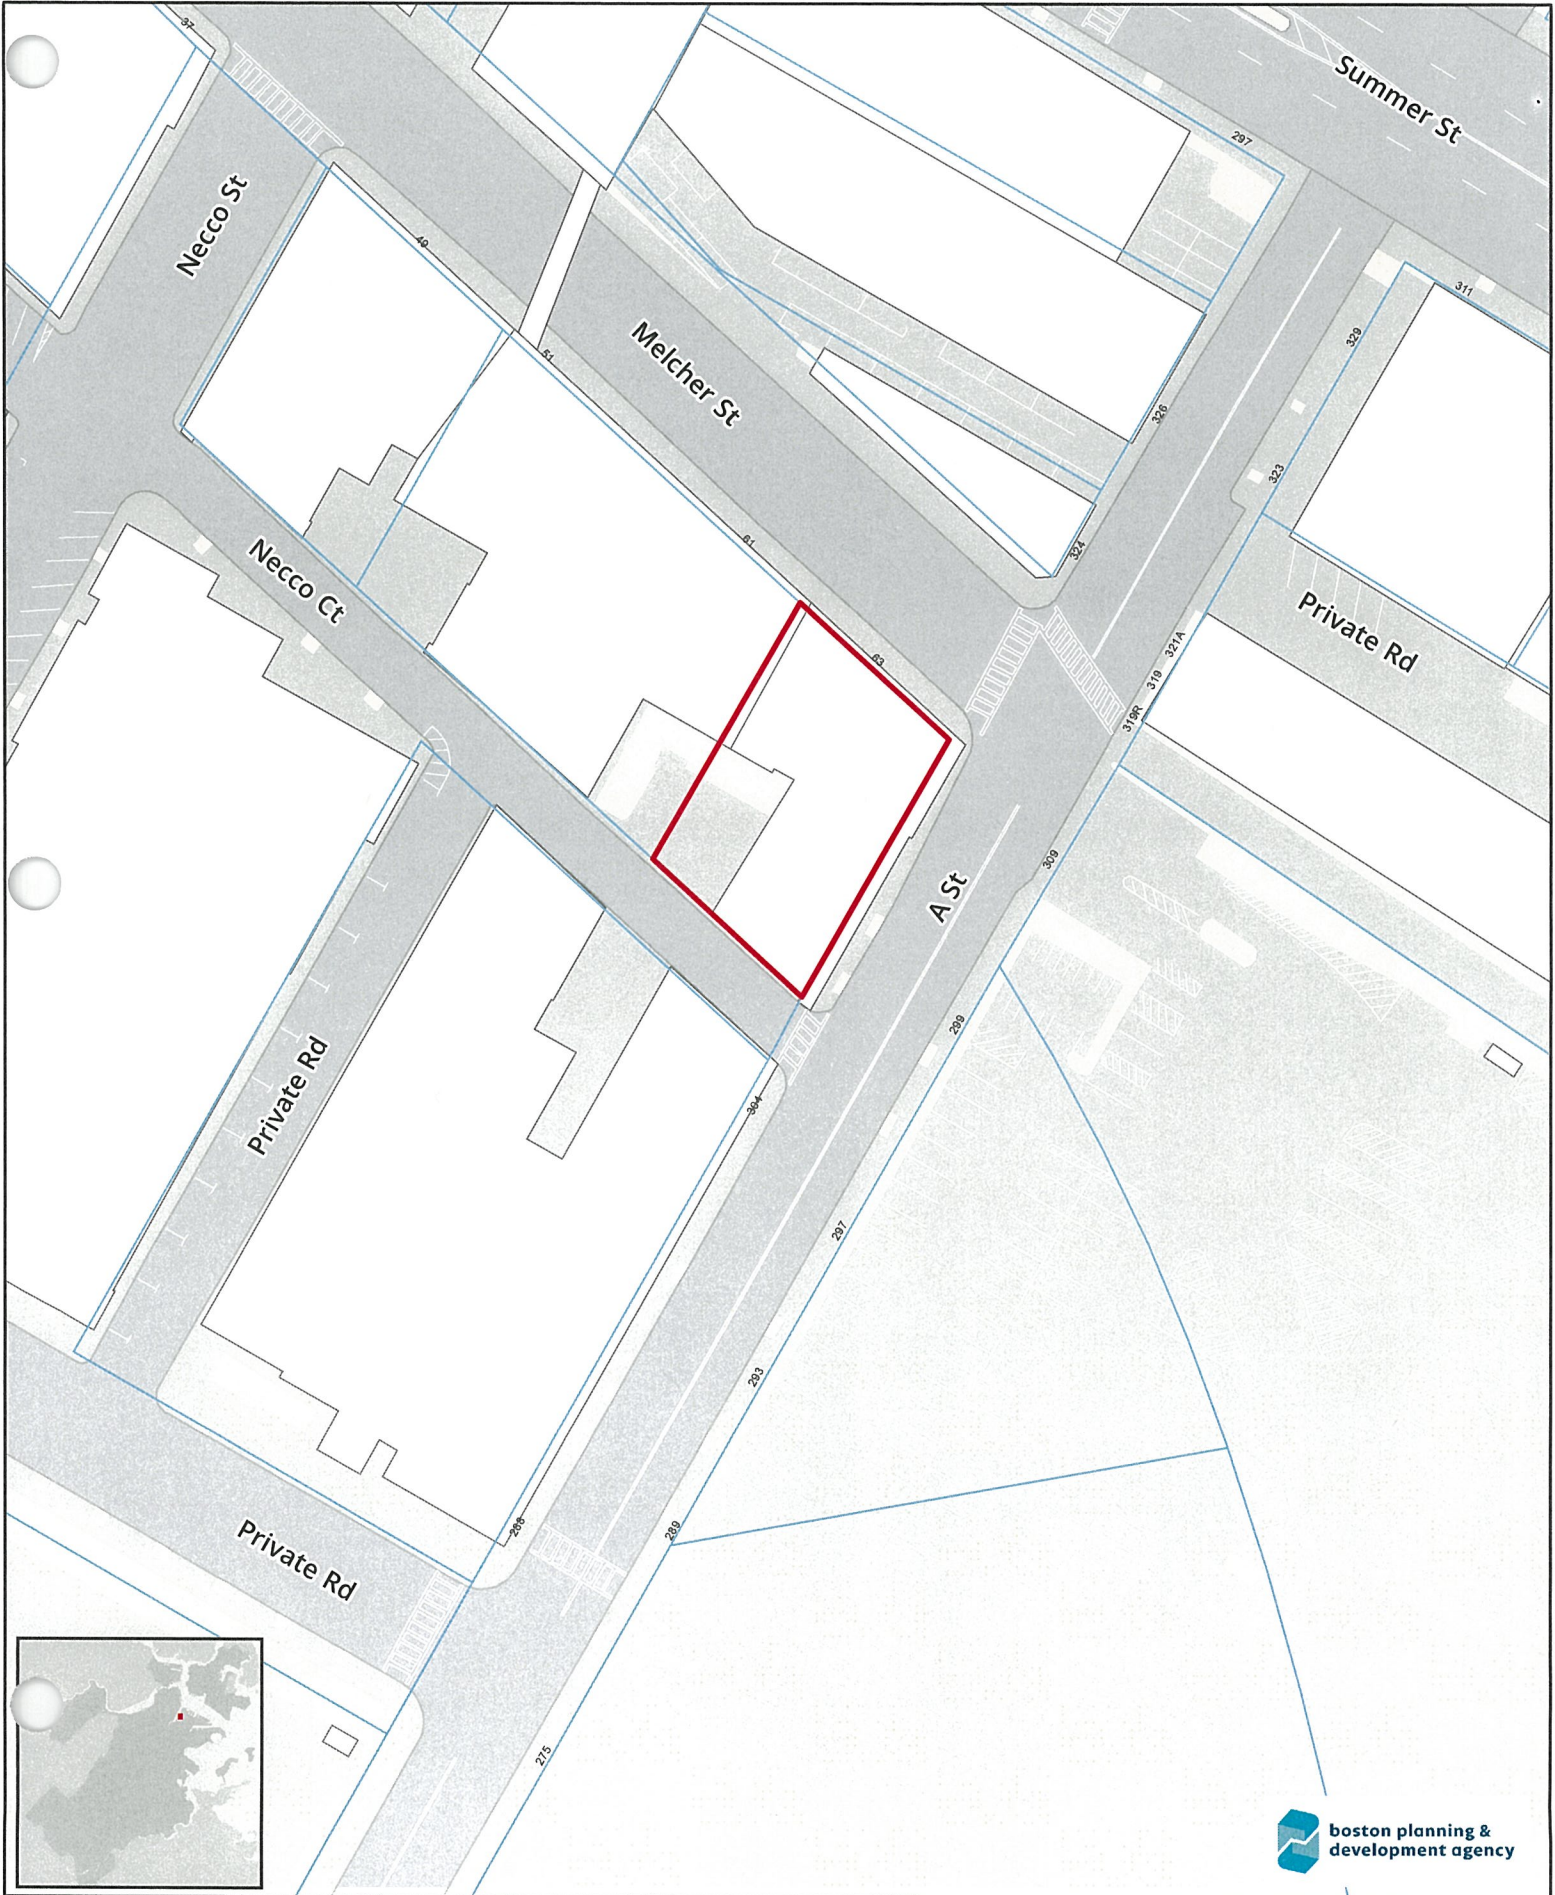 37
Summer St
297
Necco St
49
311
329
51
Melcher St
326
323
61
324
Necco Ct
Private Rd
321A
63
319
319R
309
A St
299
Private Rd
304
297
293
288
289
Private Rd
275
boston planning &
development agency